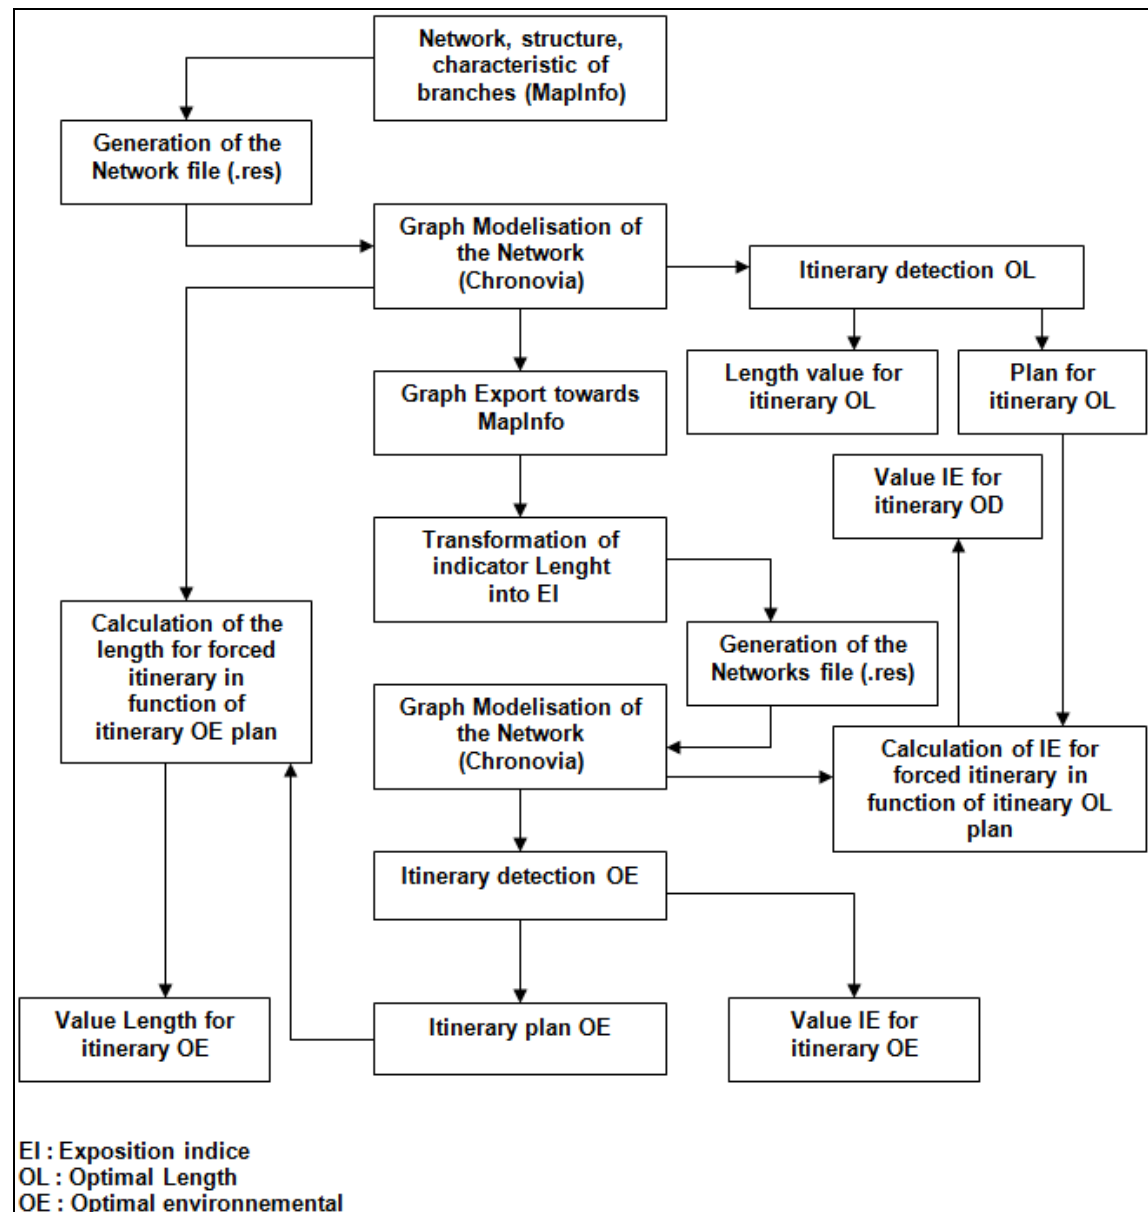 Network, structure,
characteristic of
branches (MapInfo)
Generation of the
Network file (.res)
Graph Modelisation of
the Network
(Chronovia)
Itinerary detection OL
Length value for
itinerary OL
Plan for
itinerary OL
Graph Export towards
MapInfo
Value IE for
itinerary OD
Transformation of
indicator Lenght
into EI
Calculation of the
length for forced
itinerary in
function of
itinerary OE plan
Generation of the
Networks file (.res)
Graph Modelisation of
the Network
(Chronovia)
Calculation of IE for
forced itinerary in
function of itineary OL
plan
Itinerary detection OE
Value Length for
itinerary OE
Itinerary plan OE
Value IE for
itinerary OE
EI : Exposition indice
OL : Optimal Length
OE : Optimal environnemental